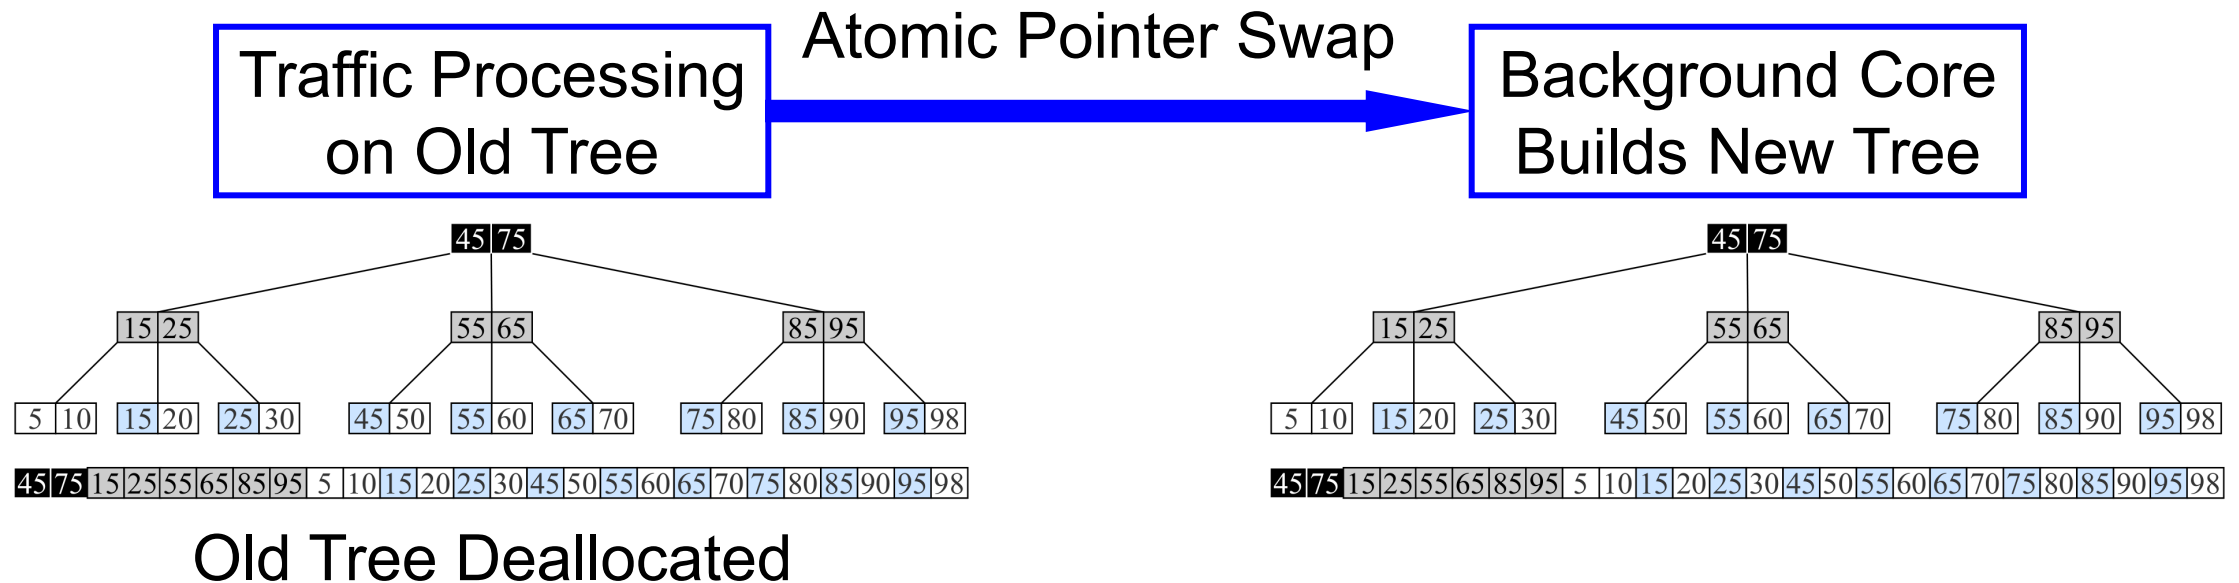 Traffic Processing
on Old Tree
Atomic Pointer Swap
Background Core
Builds New Tree
45 75
15 25 55 65 85 95
5 10 15 20 25 30 45 50 55 60 65 70 75 80 85 90 95 98
45 75 15 25 55 65 85 95 5 10 15 20 25 30 45 50 55 60 65 70 75 80 85 90 95 98
Old Tree Deallocated
45 75
15 25 55 65 85 95
5 10 15 20 25 30 45 50 55 60 65 70 75 80 85 90 95 98
45 75 15 25 55 65 85 95 5 10 15 20 25 30 45 50 55 60 65 70 75 80 85 90 95 98